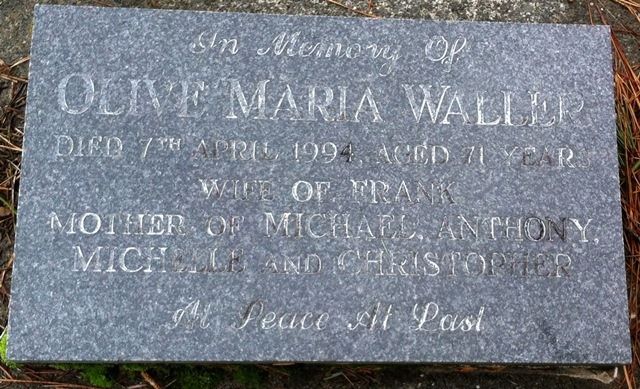 In Memory Of
OLIVE MARIA WALLER
DIED 7TH APRIL 1994, AGED 71 YEARS
WIFE OF FRANK
MOTHER OF MICHAEL, ANTHONY,
MICHELLE AND CHRISTOPHER
At Peace At Last